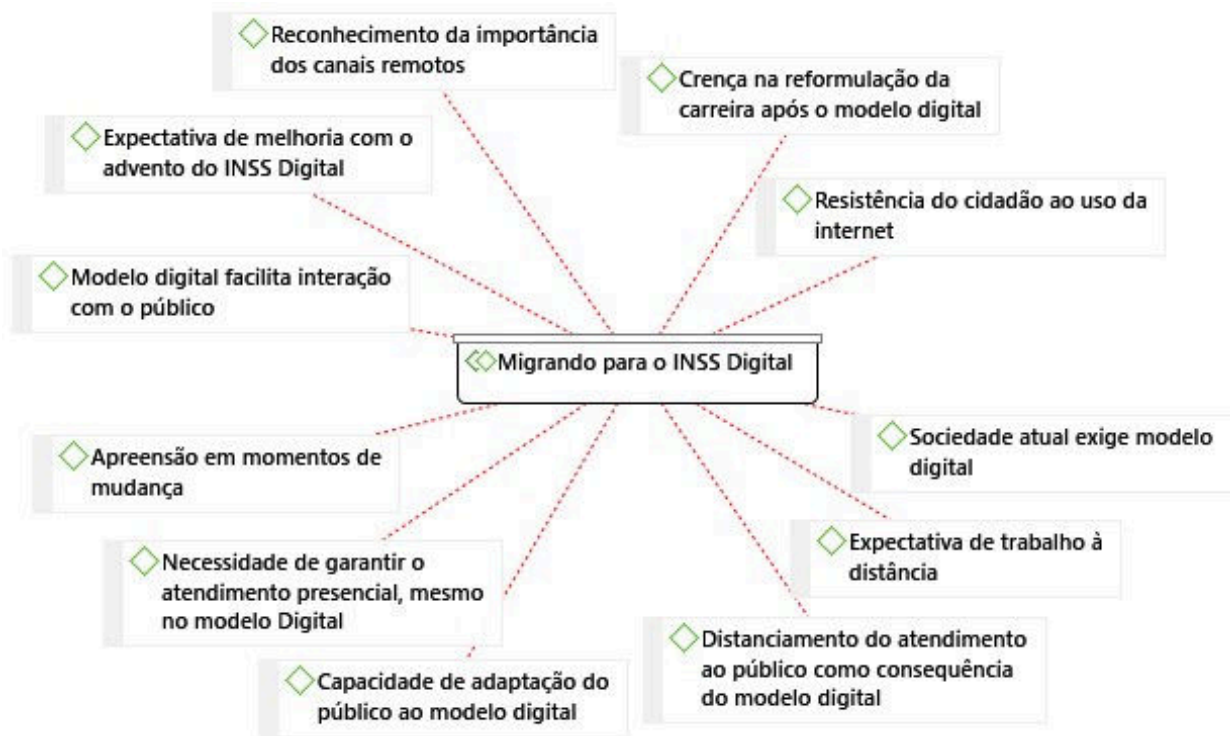 Reconhecimento da importância
dos canais remotos
Crença na reformulação da
carreira após o modelo digital
Expectativa de melhoria com o
advento do INSS Digital
Resistência do cidadão ao uso da
internet
Modelo digital facilita interação
com o público
Migrando para o INSS Digital
Apreensão em momentos de
mudança
Sociedade atual exige modelo
digital
Necessidade de garantir o
atendimento presencial, mesmo
no modelo Digital
Expectativa de trabalho à
distância
Capacidade de adaptação do
público ao modelo digital
Distanciamento do atendimento
ao público como consequência
do modelo digital